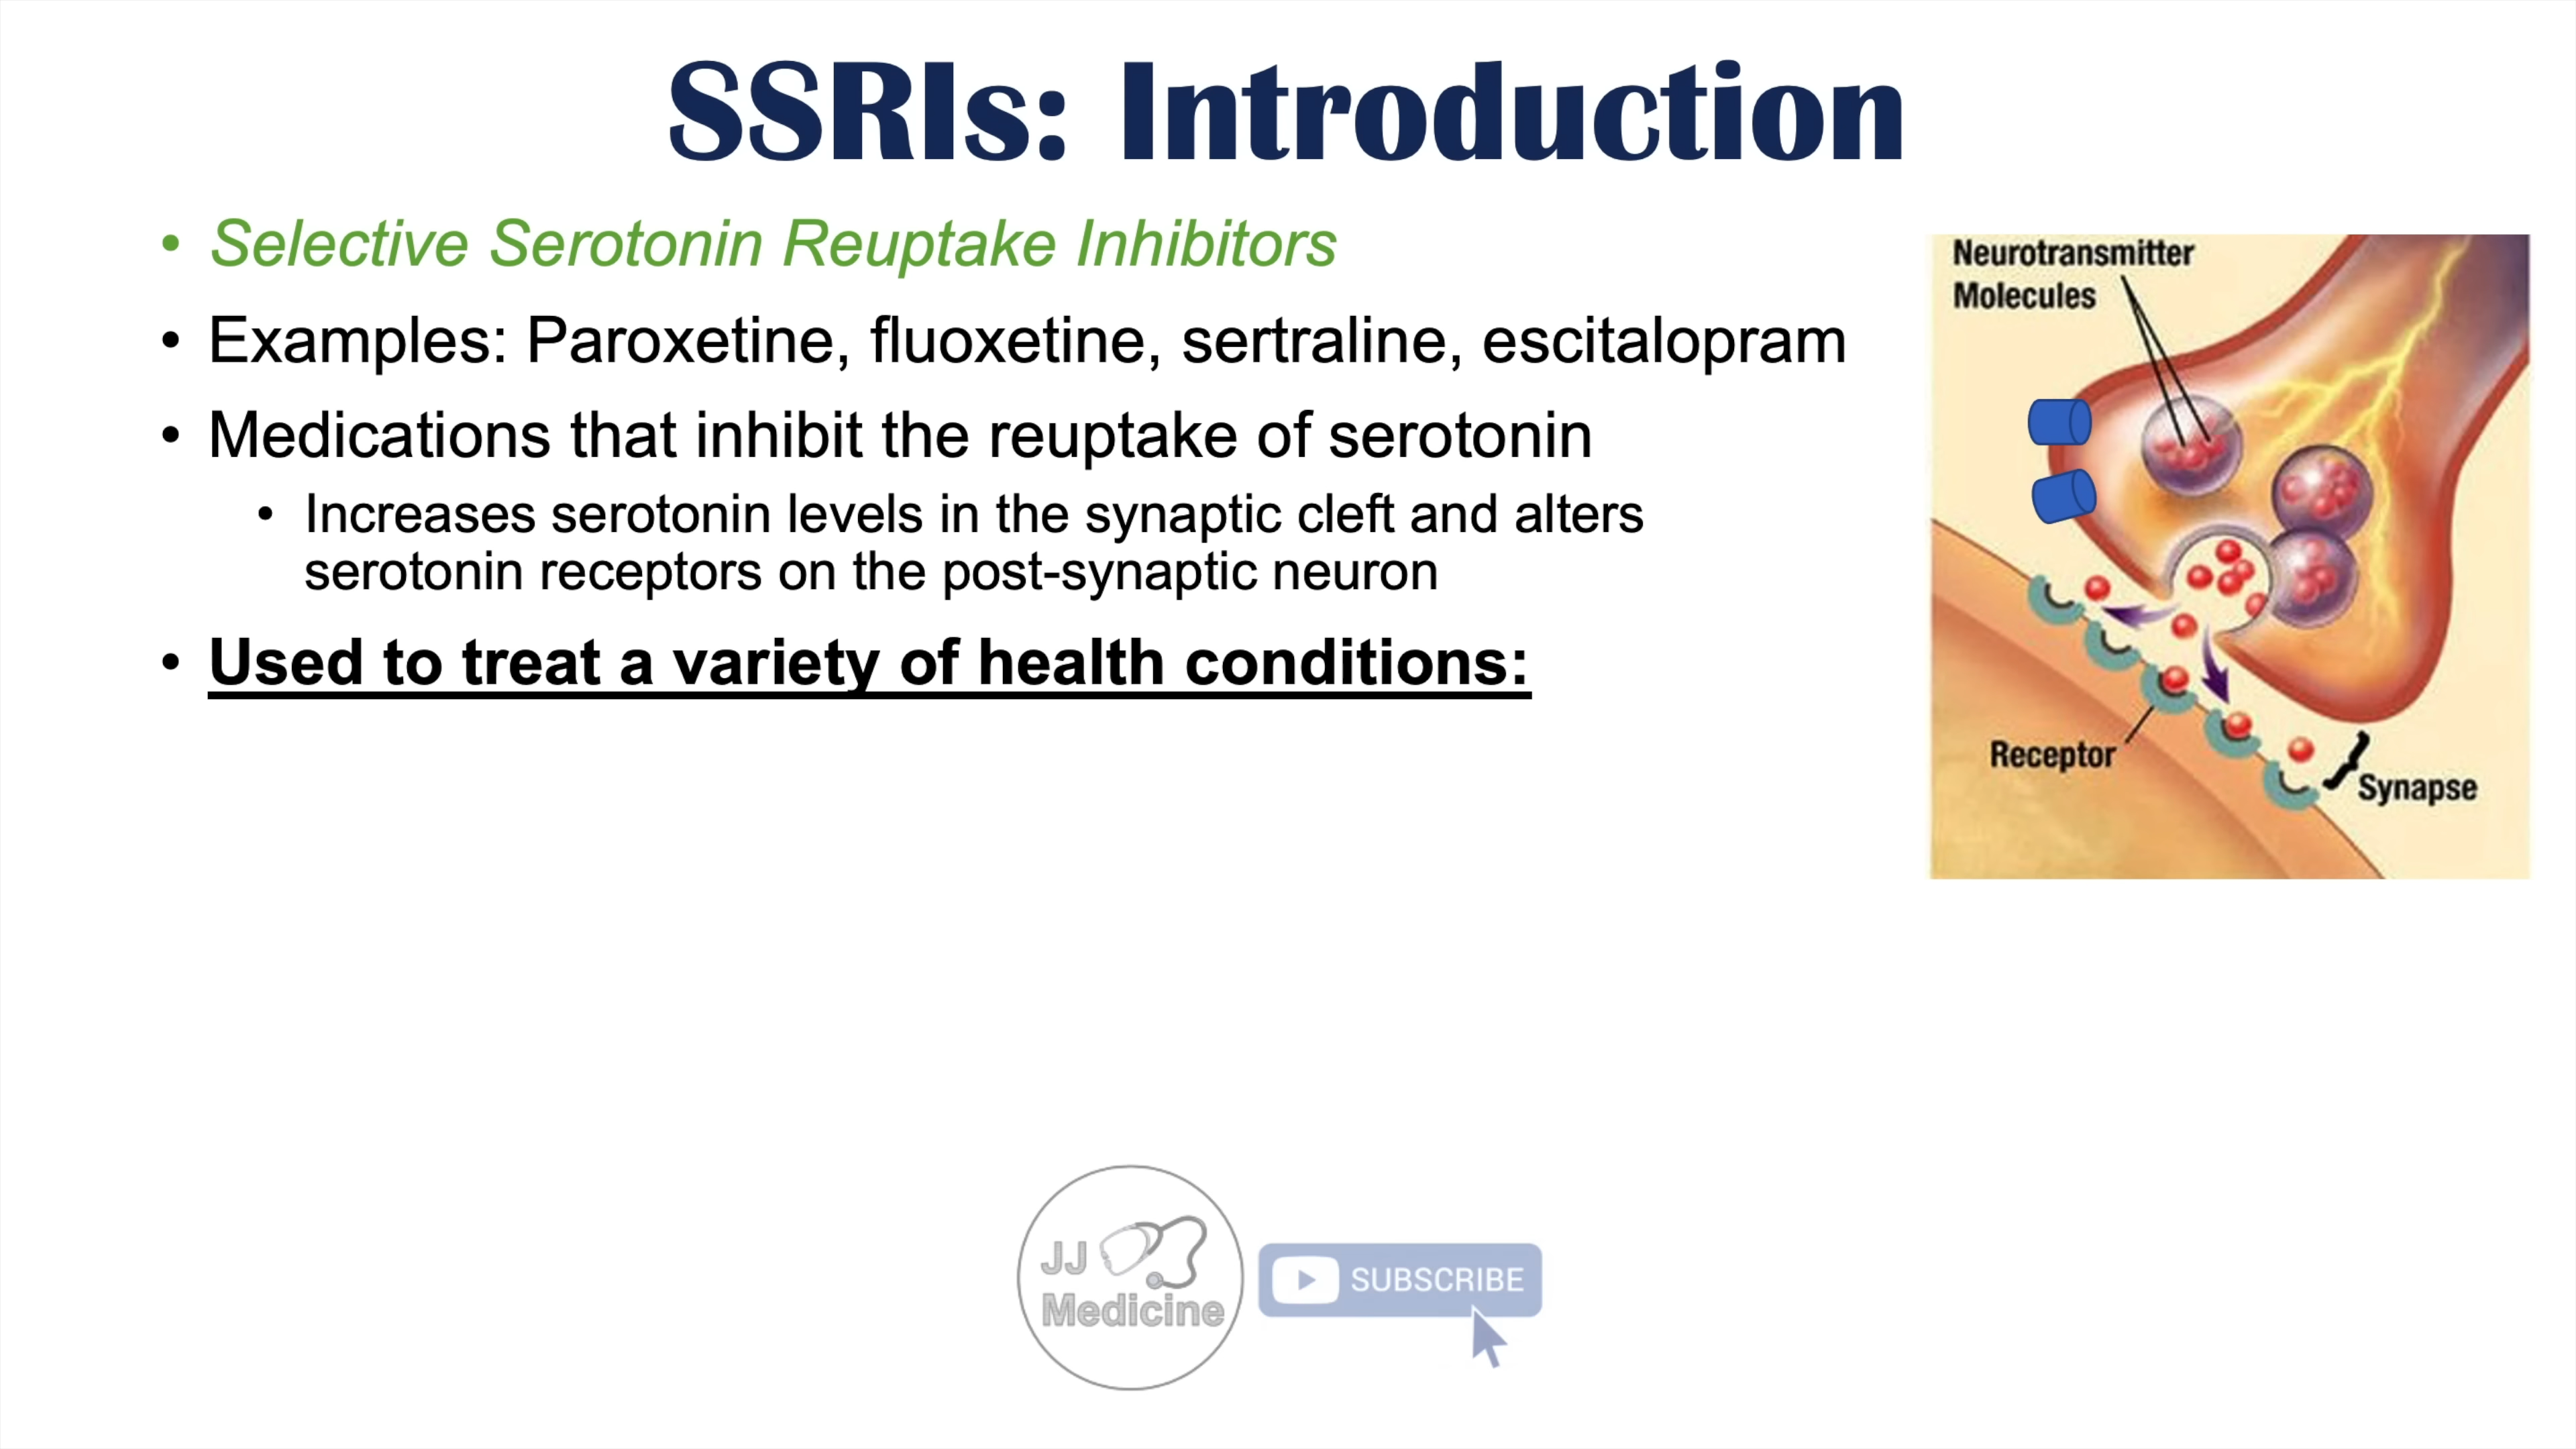 SSRIs: Introduction
• Selective Serotonin Reuptake Inhibitors
• Examples: Paroxetine, fluoxetine, sertraline, escitalopram
• Medications that inhibit the reuptake of serotonin
• Increases serotonin levels in the synaptic cleft and alters
serotonin receptors on the post-synaptic neuron
• Used to treat a variety of health conditions:
Neurotransmitter
Molecules
Receptor
Synapse
JJ
Medicine
SUBSCRIBE